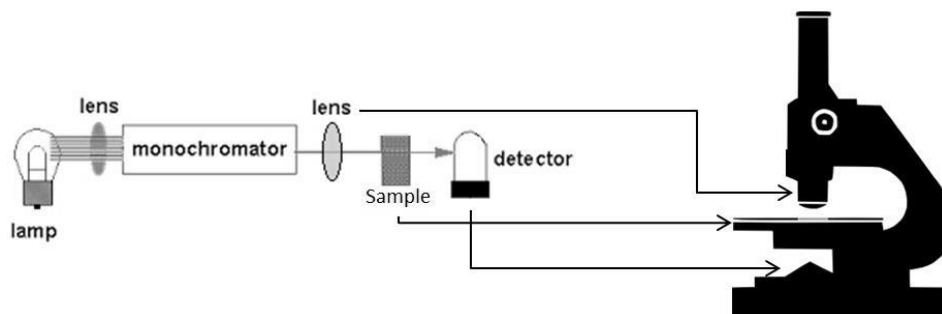 lens
monochromator
lens
lamp
Sample
detector